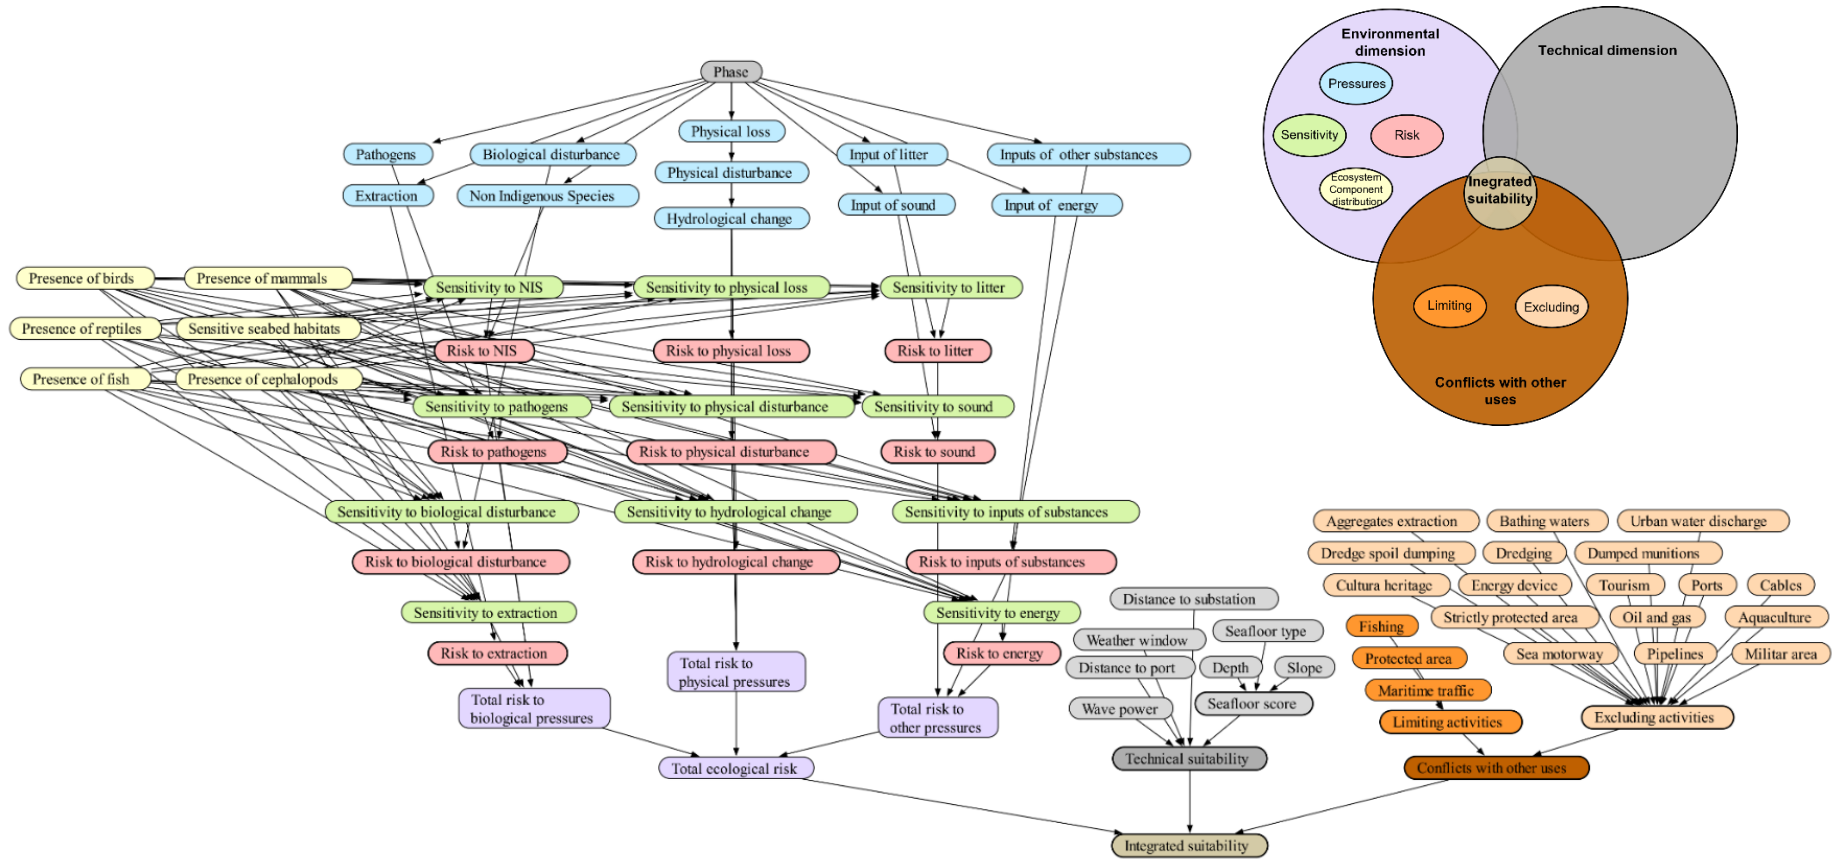 Environmental
dimension
Technical dimension
Pressures
Sensitivity
Risk
Ecosystem
Component
distribution
Inegrated
suitability
Limiting
Excluding
Conflicts with other
uses
Phase
Physical loss
Pathogens
Biological disturbance
Input of litter
Inputs of other substances
Physical disturbance
Extraction
Non Indigenous Species
Input of sound
Input of energy
Hydrological change
Presence of birds
Presence of mammals
Sensitivity to NIS
Sensitivity to physical loss
Sensitivity to litter
Presence of reptiles
Sensitive seabed habitats
Risk to NIS
Risk to physical loss
Risk to litter
Presence of fish
Presence of cephalopods
Sensitivity to pathogens
Sensitivity to physical disturbance
Sensitivity to sound
Risk to pathogens
Risk to physical disturbance
Risk to sound
Sensitivity to biological disturbance
Sensitivity to hydrological change
Sensitivity to inputs of substances
Risk to biological disturbance
Risk to hydrological change
Risk to inputs of substances
Sensitivity to extraction
Sensitivity to energy
Risk to extraction
Risk to energy
Total risk to
physical pressures
Total risk to
biological pressures
Total risk to
other pressures
Total ecological risk
Distance to substation
Weather window
Seafloor type
Distance to port
Depth
Slope
Wave power
Seafloor score
Technical suitability
Aggregates extraction
Bathing waters
Urban water discharge
Dredge spoil dumping
Dredging
Dumped munitions
Cultura heritage
Energy device
Tourism
Ports
Cables
Strictly protected area
Oil and gas
Aquaculture
Fishing
Sea motorway
Pipelines
Militar area
Protected area
Maritime traffic
Limiting activities
Excluding activities
Conflicts with other uses
Integrated suitability